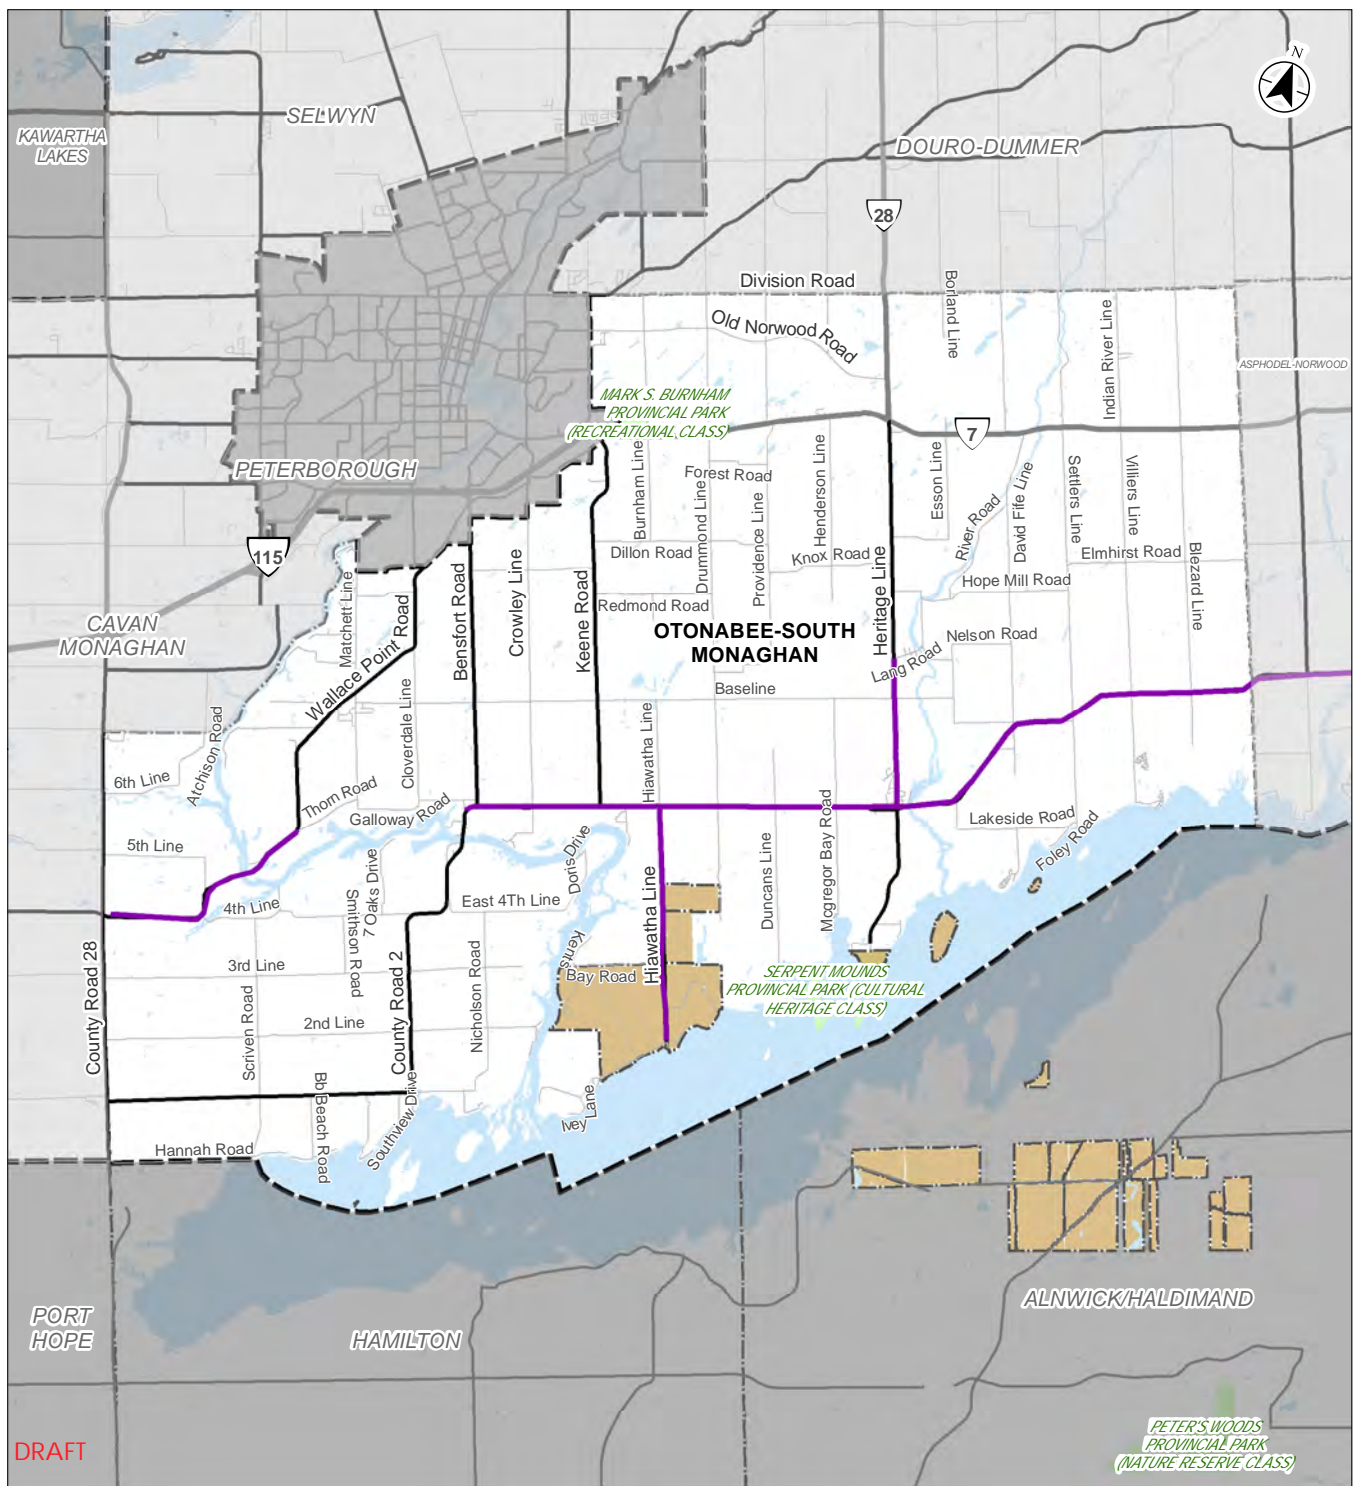 N
SELWYN
KAWARTHA
LAKES
DOURO-DUMMER
28
Division Road
Borland Line
Old Norwood Road
Indian River Line
ASPHODEL-NORWOOD
MARK S. BURNHAM
PROVINCIAL PARK
(RECREATIONAL CLASS)
7
PETERBOROUGH
Burnham Line
Forest Road
Drummond Line
Providence Line
Henderson Line
Esson Line
River Road
David Fife Line
Settlers Line
Villiers Line
115
Dillon Road
Knox Road
Elmhirst Road
Blezard Line
Hope Mill Road
Matchett Line
Wallace Point Road
Bensfort Road
Crowley Line
Keene Road
Redmond Road
Heritage Line
CAVAN
MONAGHAN
OTONABEE-SOUTH
MONAGHAN
Nelson Road
Lang Road
Baseline
Cloverdale Line
Atchison Road
Hiawatha Line
6th Line
Thorn Road
Galloway Road
Mcgregor Bay Road
Lakeside Road
Foley Road
5th Line
Doris Drive
Duncans Line
7 Oaks Drive
Smithson Road
4th Line
East 4Th Line
Hiawatha Line
Kents
Bay Road
County Road 28
3rd Line
County Road 2
Nicholson Road
SERPENT MOUNDS
PROVINCIAL PARK (CULTURAL
HERITAGE CLASS)
Scriven Road
2nd Line
Bb Beach Road
Southview Drive
Ivey Lane
Hannah Road
PORT
HOPE
HAMILTON
ALNWICK/HALDIMAND
PETER'S WOODS
PROVINCIAL PARK
(NATURE RESERVE CLASS)
DRAFT